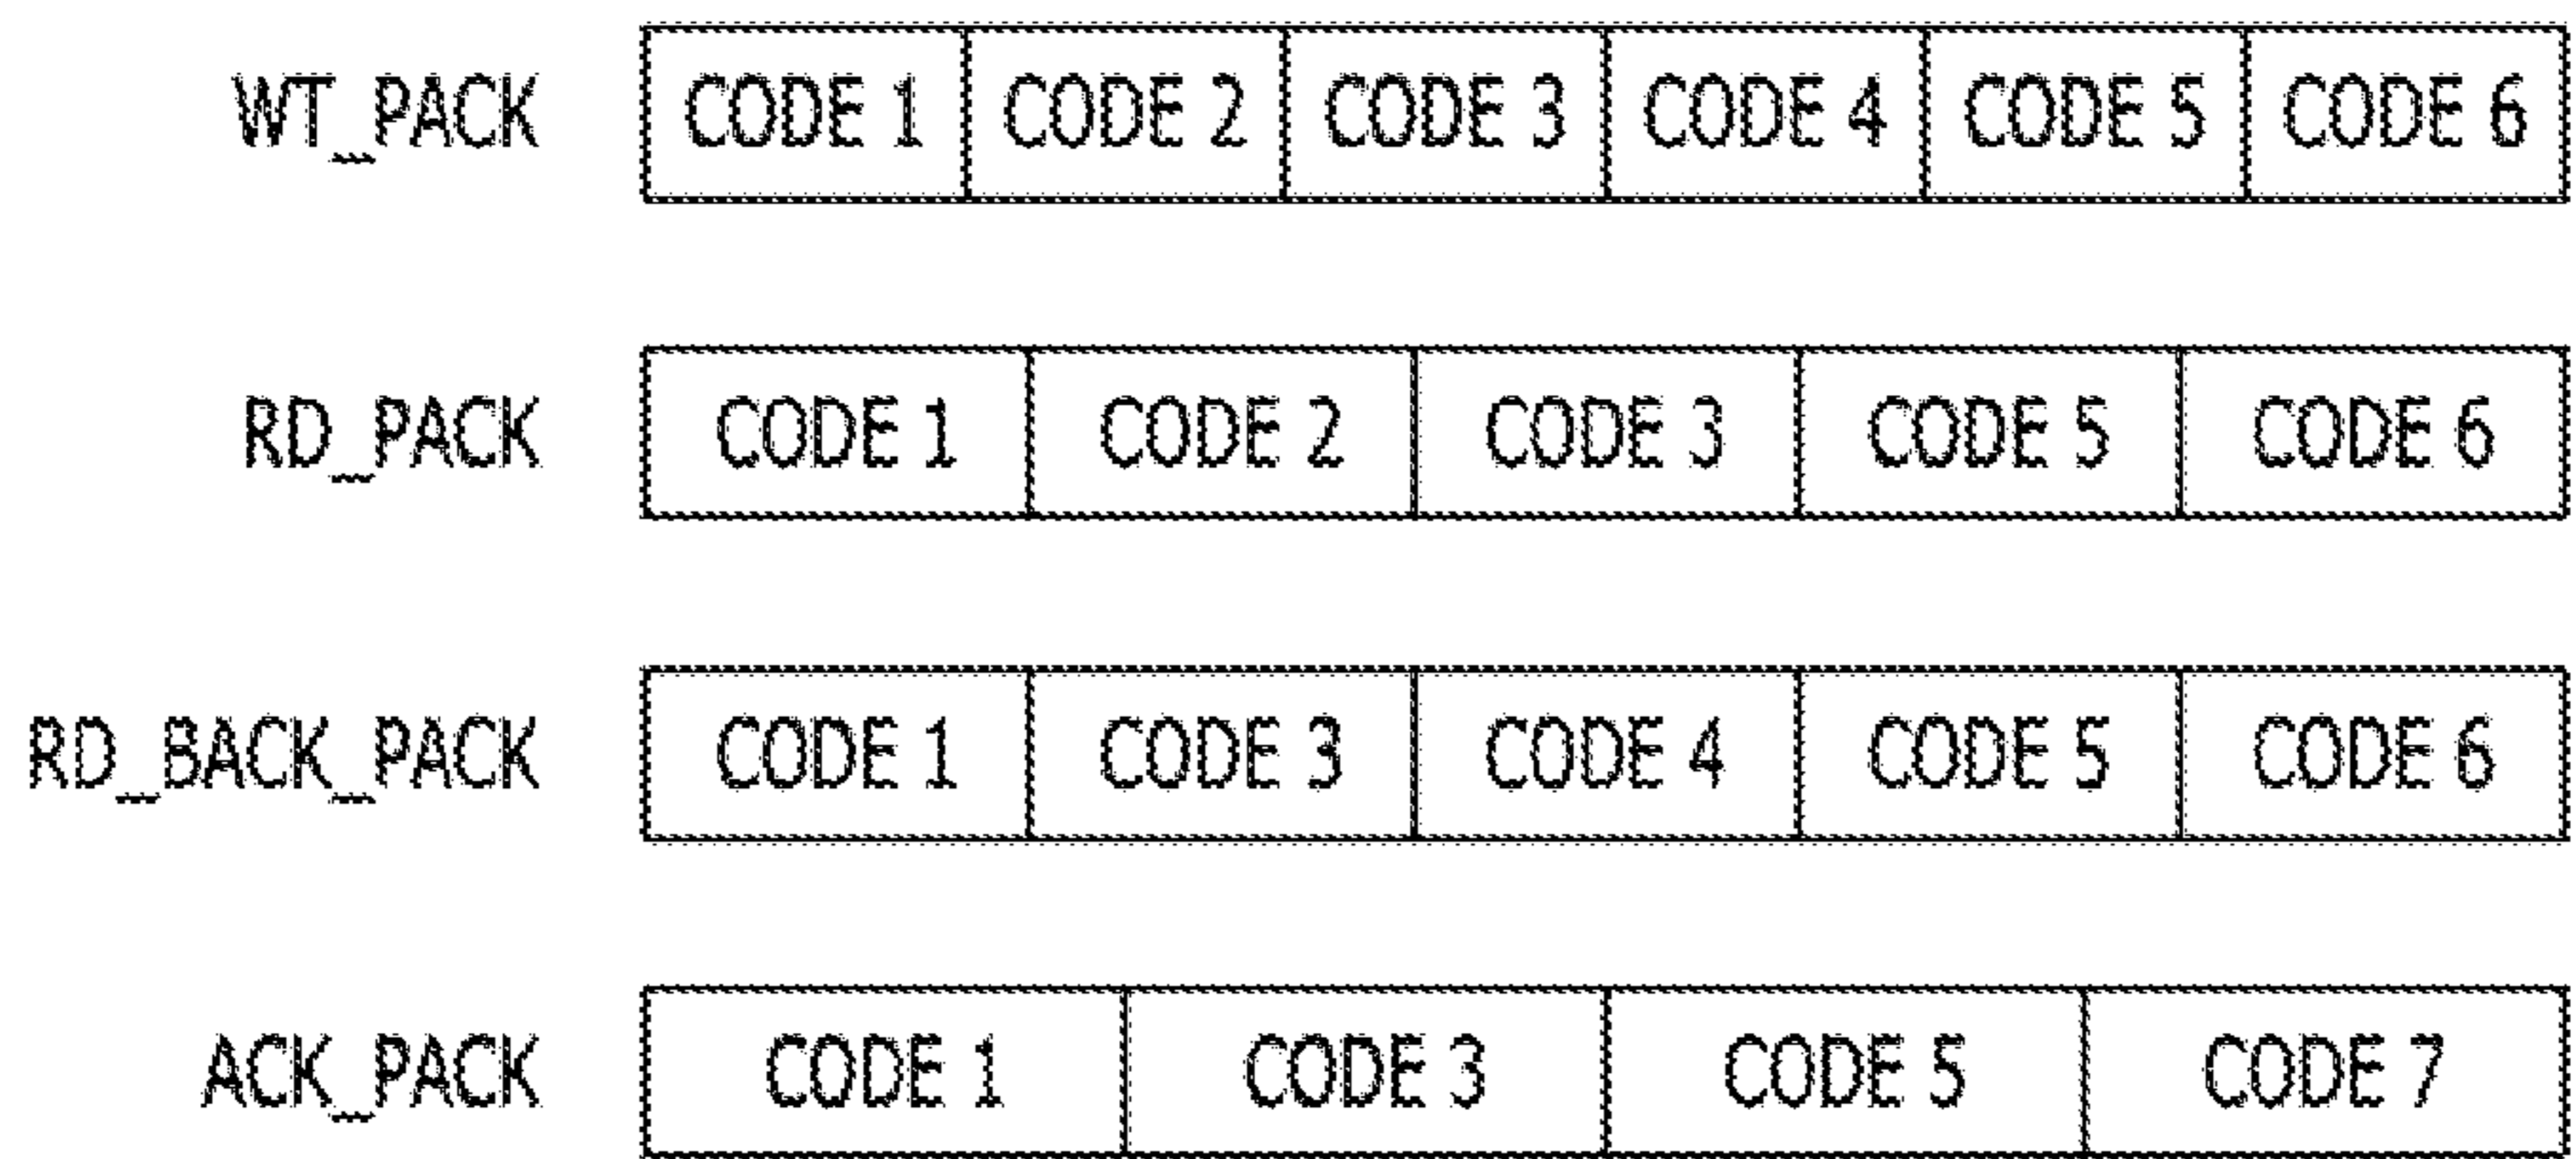 WT_PACK CODE 1 CODE 2 CODE 3 CODE 4 CODE 5 CODE 6
RD_PACK CODE 1 CODE 2 CODE 3 CODE 5 CODE 6
RD_BACK_PACK CODE 1 CODE 3 CODE 4 CODE 5 CODE 6
ACK_PACK CODE 1 CODE 3 CODE 5 CODE 7